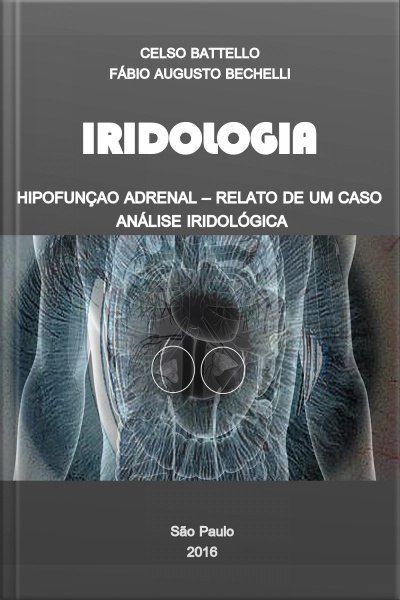 CELSO BATTELLO
FÁBIO AUGUSTO BECHELLI
IRIDOLOGIA
HIPOFUNÇAO ADRENAL – RELATO DE UM CASO
ANÁLISE IRIDOLÓGICA
São Paulo
2016